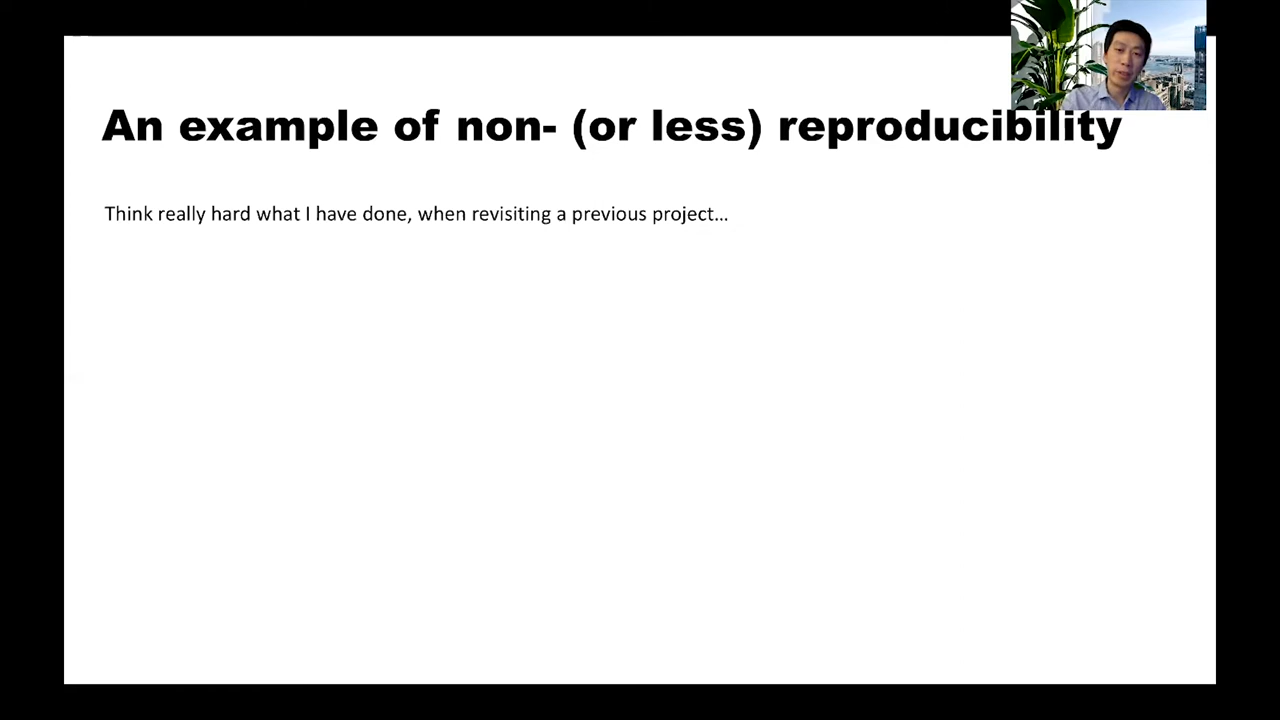 An example of non- (or less) reproducibility
Think really hard what I have done, when revisiting a previous project…